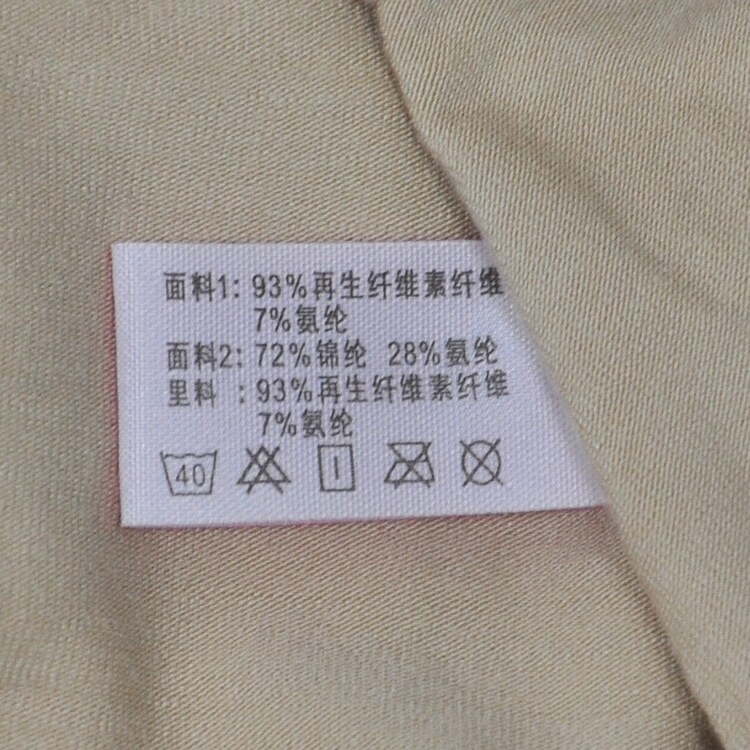 面料1: 93%再生纤维素纤维
7%氨纶
面料2: 72%锦纶 28%氨纶
里料 : 93%再生纤维素纤维
7%氨纶
40